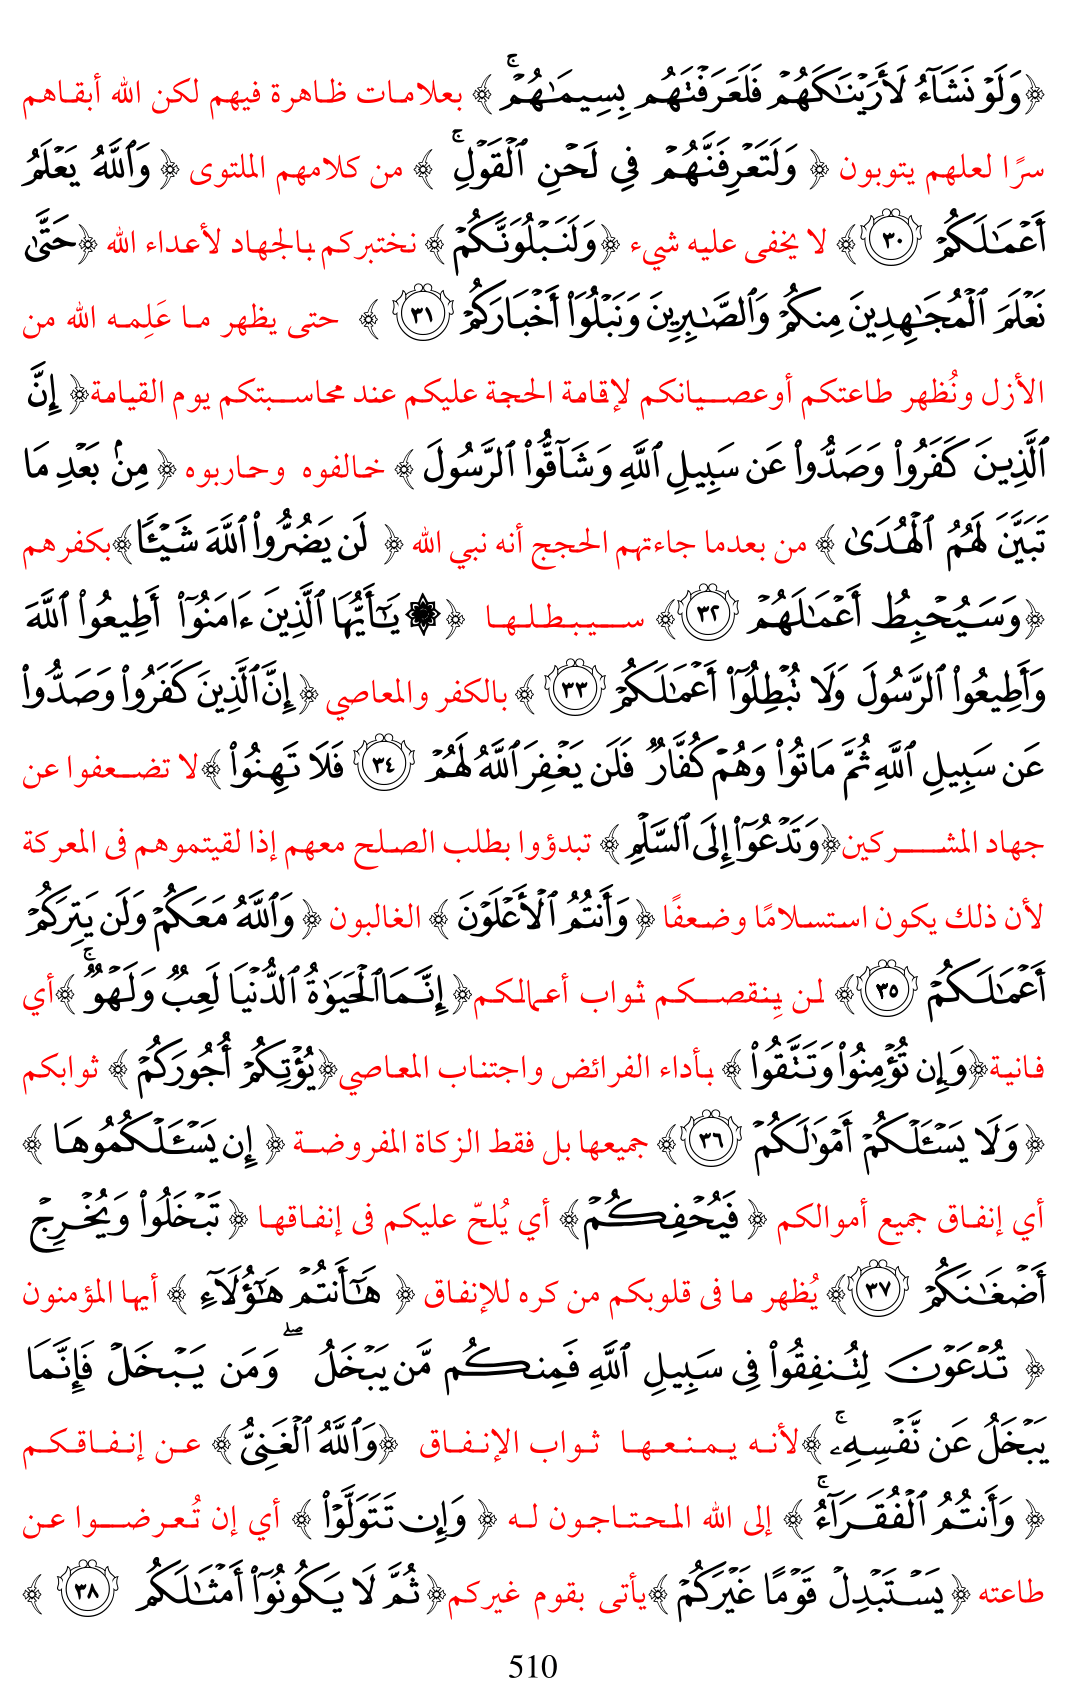 ﴿وَلَوْ نَشَآءُ لَأَرَيْنَٰكَهُمْ فَلَعَرَفْتَهُم بِسِيمَٰهُمْۚ ﴾ بعلامات ظاهرة فيهم لكن الله أبقاهم
سرًا لعلهم يتوبون ﴿ وَلَتَعْرِفَنَّهُمْ فِى لَحْنِ ٱلْقَوْلِۚ ﴾ من كلامهم الملتوى ﴿ وَٱللَّهُ يَعْلَمُ
أَعْمَٰلَكُمْ ٣٠ ﴾ لا يخفى عليه شيء ﴿وَلَنَبْلُوَنَّكُمْ﴾ نختبركم بالجهاد لأعداء الله ﴿حَتَّىٰ
نَعْلَمَ ٱلْمُجَٰهِدِينَ مِنكُمْ وَٱلصَّٰبِرِينَ وَنَبْلُوَا۟ أَخْبَارَكُمْ ٣١ ﴾ حتى يظهر ما عَلِمه الله من
الأزل ونُظهر طاعتكم أوعصيانكم لإقامة الحجة عليكم عند محاسبتكم يوم القيامة﴿ إِنَّ
ٱلَّذِينَ كَفَرُوا۟ وَصَدُّوا۟ عَن سَبِيلِ ٱللَّهِ وَشَآقُّوا۟ ٱلرَّسُولَ ﴾ خالفوه وحاربوه ﴿ مِنۢ بَعْدِ مَا
تَبَيَّنَ لَهُمُ ٱلْهُدَىٰ ﴾ من بعدما جاءتهم الحجج أنه نبي الله ﴿ لَن يَضُرُّوا۟ ٱللَّهَ شَيْـًٔا﴾بكفرهم
﴿وَسَيُحْبِطُ أَعْمَٰلَهُمْ ٣٢﴾ سيبطلها ﴿۞يَٰٓأَيُّهَا ٱلَّذِينَ ءَامَنُوٓا۟ أَطِيعُوا۟ ٱللَّهَ
وَأَطِيعُوا۟ ٱلرَّسُولَ وَلَا تُبْطِلُوٓا۟ أَعْمَٰلَكُمْ ٣٣ ﴾ بالكفر والمعاصي ﴿ إِنَّ ٱلَّذِينَ كَفَرُوا۟ وَصَدُّوا۟
عَن سَبِيلِ ٱللَّهِ ثُمَّ مَاتُوا۟ وَهُمْ كُفَّارٌ فَلَن يَغْفِرَ ٱللَّهُ لَهُمْ ٣٤ فَلَا تَهِنُوا۟ ﴾لا تضعفوا عن
جهاد المشركين﴿وَتَدْعُوٓا۟ إِلَى ٱلسَّلْمِ ﴾ تبدؤوا بطلب الصلح معهم إذا لقيتموهم فى المعركة
لأن ذلك يكون استسلامًا وضعفًا ﴿ وَأَنتُمُ ٱلْأَعْلَوْنَ ﴾ الغالبون ﴿ وَٱللَّهُ مَعَكُمْ وَلَن يَتِرَكُمْ
أَعْمَٰلَكُمْ ٣٥ ﴾ لن يِنقصكم ثواب أعمالكم﴿ إِنَّمَا ٱلْحَيَوٰةُ ٱلدُّنْيَا لَعِبٌ وَلَهْوٌۚ ﴾أي
فانية﴿وَإِن تُؤْمِنُوا۟ وَتَتَّقُوا۟ ﴾ بأداء الفرائض واجتناب المعاصي﴿يُؤْتِكُمْ أُجُورَكُمْ ﴾ ثوابكم
﴿ وَلَا يَسْـَٔلْكُمْ أَمْوَٰلَكُمْ ٣٦ ﴾ جميعها بل فقط الزكاة المفروضة ﴿ إِن يَسْـَٔلْكُمُوهَا ﴾
أي إنفاق جميع أموالكم ﴿ فَيُحْفِكُمْ ﴾ أي يُلحّ عليكم فى إنفاقها ﴿ تَبْخَلُوا۟ وَيُخْرِجْ
أَضْغَٰنَكُمْ ٣٧ ﴾ يُظهر ما فى قلوبكم من كره للإنفاق ﴿ هَٰٓأَنتُمْ هَٰٓؤُلَآءِ ﴾ أيها المؤمنون
﴿ تُدْعَوْنَ لِتُنفِقُوا۟ فِى سَبِيلِ ٱللَّهِ فَمِنكُم مَّن يَبْخَلُ ۖ وَمَن يَبْخَلْ فَإِنَّمَا
يَبْخَلُ عَن نَّفْسِهِۦۚ ﴾لأنه يمنعها ثواب الإنفاق ﴿وَٱللَّهُ ٱلْغَنِىُّ ﴾ عن إنفاقكم
﴿ وَأَنتُمُ ٱلْفُقَرَآءُۚ ﴾ إلى الله المحتاجون له ﴿ وَإِن تَتَوَلَّوْا۟ ﴾ أي إن تُعرضوا عن
طاعته ﴿ يَسْتَبْدِلْ قَوْمًا غَيْرَكُمْ ﴾يأتى بقوم غيركم﴿ ثُمَّ لَا يَكُونُوٓا۟ أَمْثَٰلَكُم ٣٨ ﴾
510